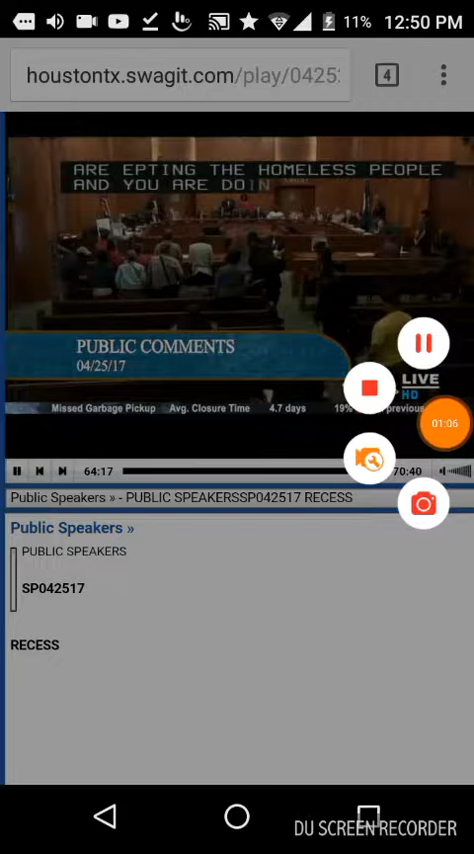 11% 12:50 PM
houstontx.swagit.com/play/0425
4
ARE EPTING THE HOMELESS PEOPLE
AND YOU ARE DOIN
PUBLIC COMMENTS
04/25/17
LIVE
HD
01:06
Missed Garbage Pickup Avg. Closure Time 4.7 days 19% previous
64:17 70:40
Public Speakers » - PUBLIC SPEAKERSSP042517 RECESS
Public Speakers »
PUBLIC SPEAKERS
SP042517
RECESS
DU SCREEN RECORDER